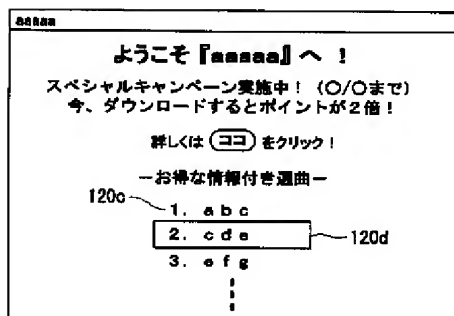 aaaaa
ようこそ『aaaaa』へ !
スペシャルキャンペーン実施中! (○/○まで)
今、ダウンロードするとポイントが2倍!
詳しくは ココ をクリック!
－お得な情報付き選曲－
120c
1. abc
2. cde
120d
3. efg